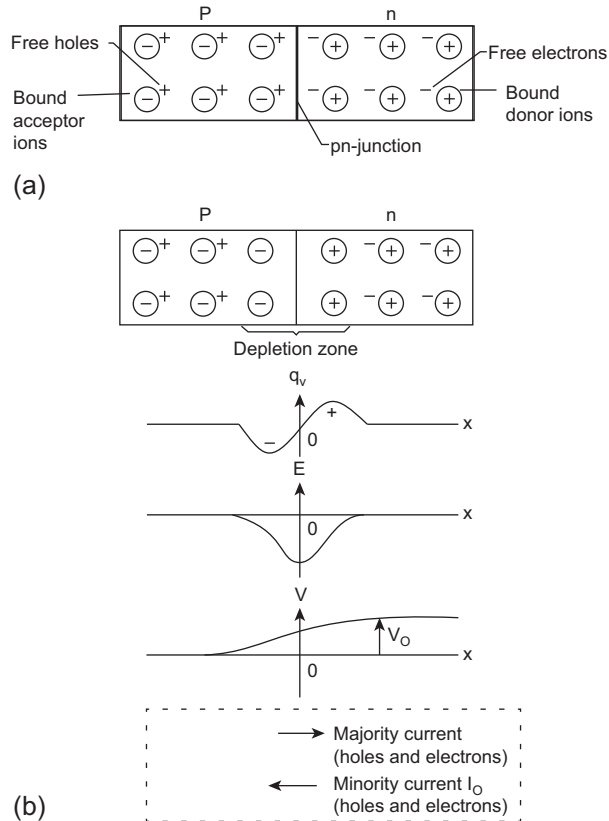 P n
Free holes
Free electrons
Bound
acceptor
ions
Bound
donor ions
pn-junction
(a)
− + − + − + − + − + − +
− + − + − + − + − + − +
P n
− + − + − + − + − +
− + − + − + − + − +
Depletion zone
q_v
− + 0 x
E
0 x
V
V_O
0 x
Majority current
(holes and electrons)
Minority current I_O
(holes and electrons)
(b)